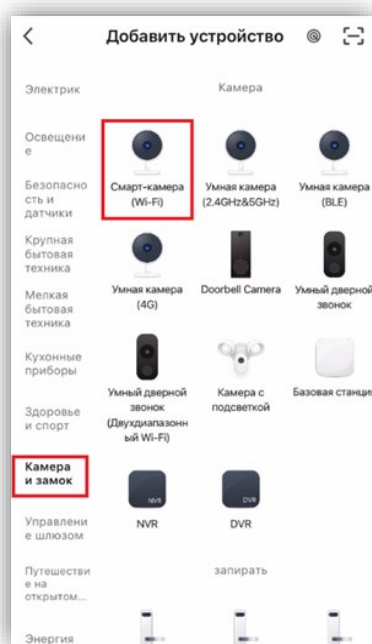 Добавить устройство
Электрик
Освещени
е
Безопасно
сть и
датчики
Крупная
бытовая
техника
Мелкая
бытовая
техника
Кухонные
приборы
Здоровье
и спорт
Камера
и замок
Управлени
е шлюзом
Путешестви
е на
открытом...
Энергия
Камера
Смарт-камера
(Wi-Fi)
Умная камера
(2.4GHz&5GHz)
Умная камера
(BLE)
Умная камера
(4G)
Doorbell Camera
Умный дверной
звонок
Умный дверной
звонок
(Двухдиапазонн
ый Wi-Fi)
Камера с
подсветкой
Базовая станция
NVR
NVR
DVR
DVR
запирать